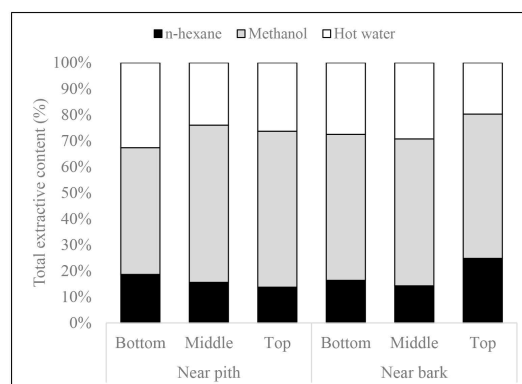 n-hexane Methanol Hot water
100%
90%
80%
70%
60%
50%
40%
30%
20%
10%
0%
Total extractive content (%)
Bottom Middle Top Bottom Middle Top
Near pith Near bark